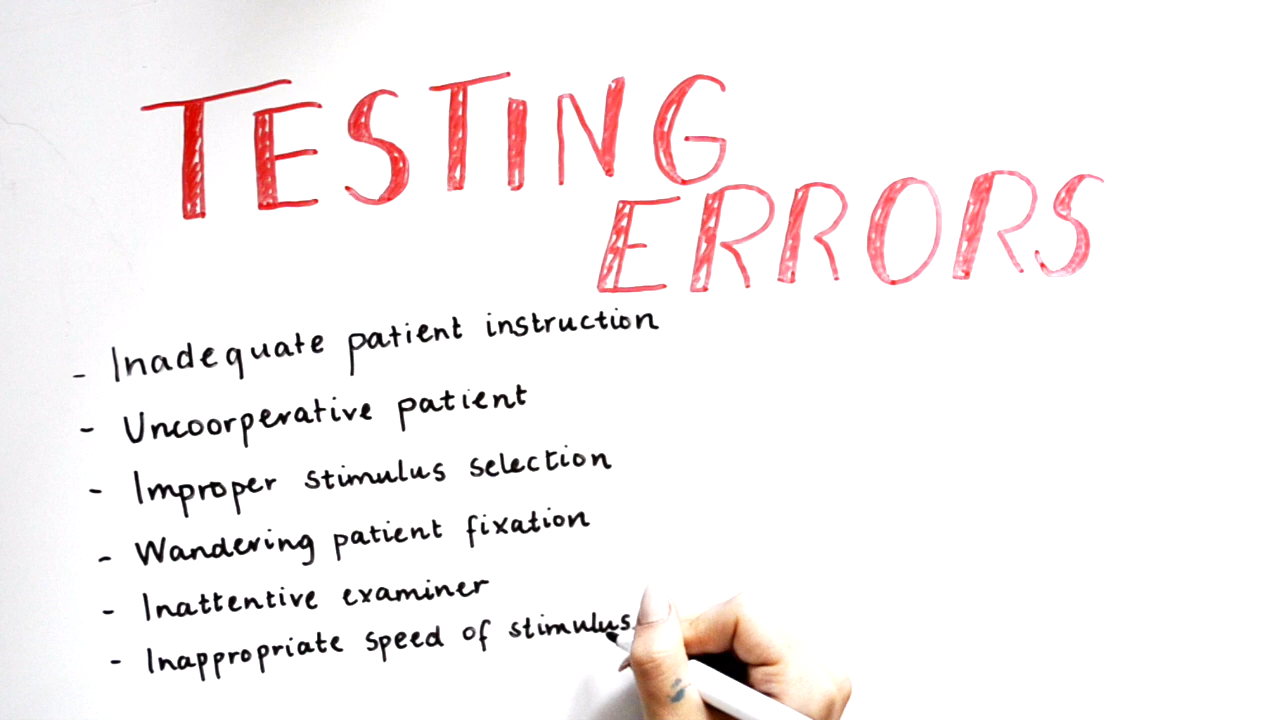 TESTING
ERRORS
- Inadequate patient instruction
- Uncoorperative patient
- Improper stimulus selection
- Wandering patient fixation
- Inattentive examiner
- Inappropriate speed of stimulus